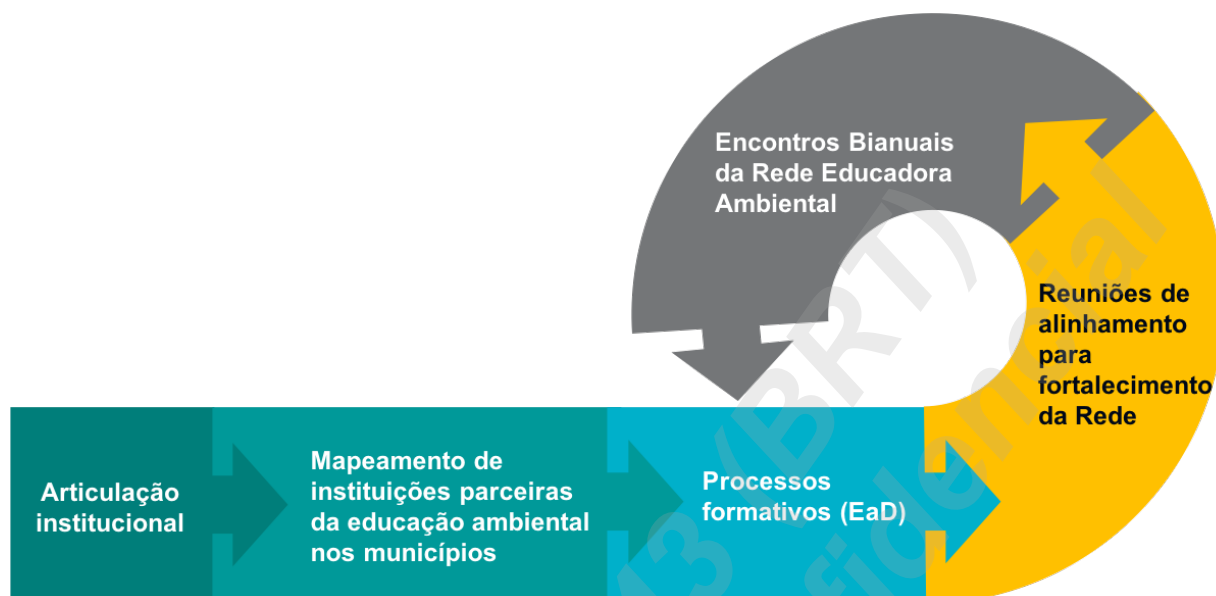 Encontros Bianuais
da Rede Educadora
Ambiental
Reuniões de
alinhamento
para
fortalecimento
da Rede
Articulação
institucional
Mapeamento de
instituições parceiras
da educação ambiental
nos municípios
Processos
formativos (EaD)
(BRT)